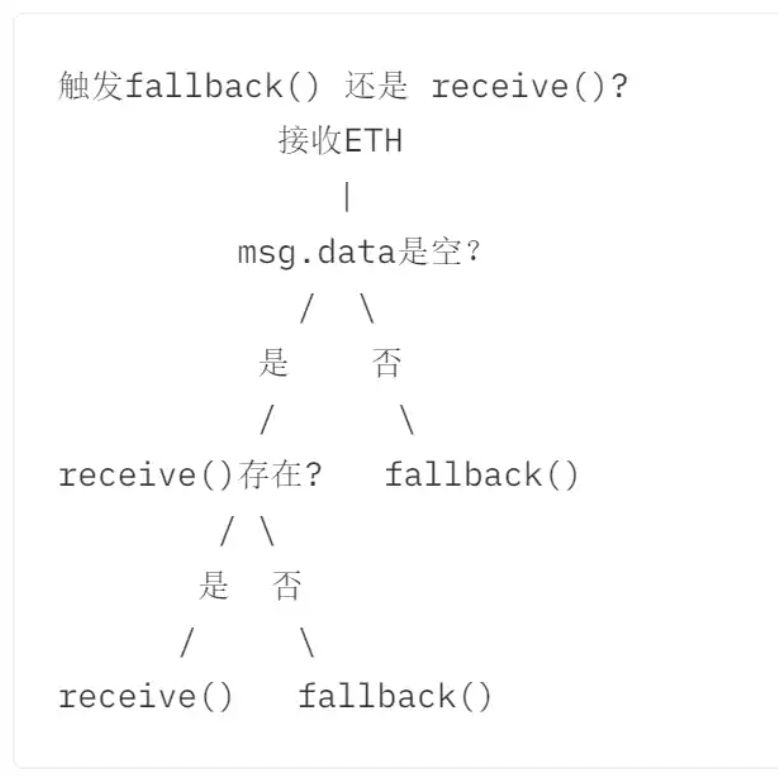 触发fallback() 还是 receive()?
接收ETH
|
msg.data是空？
/ \
是 否
/ \
receive()存在? fallback()
/ \
是 否
/ \
receive() fallback()